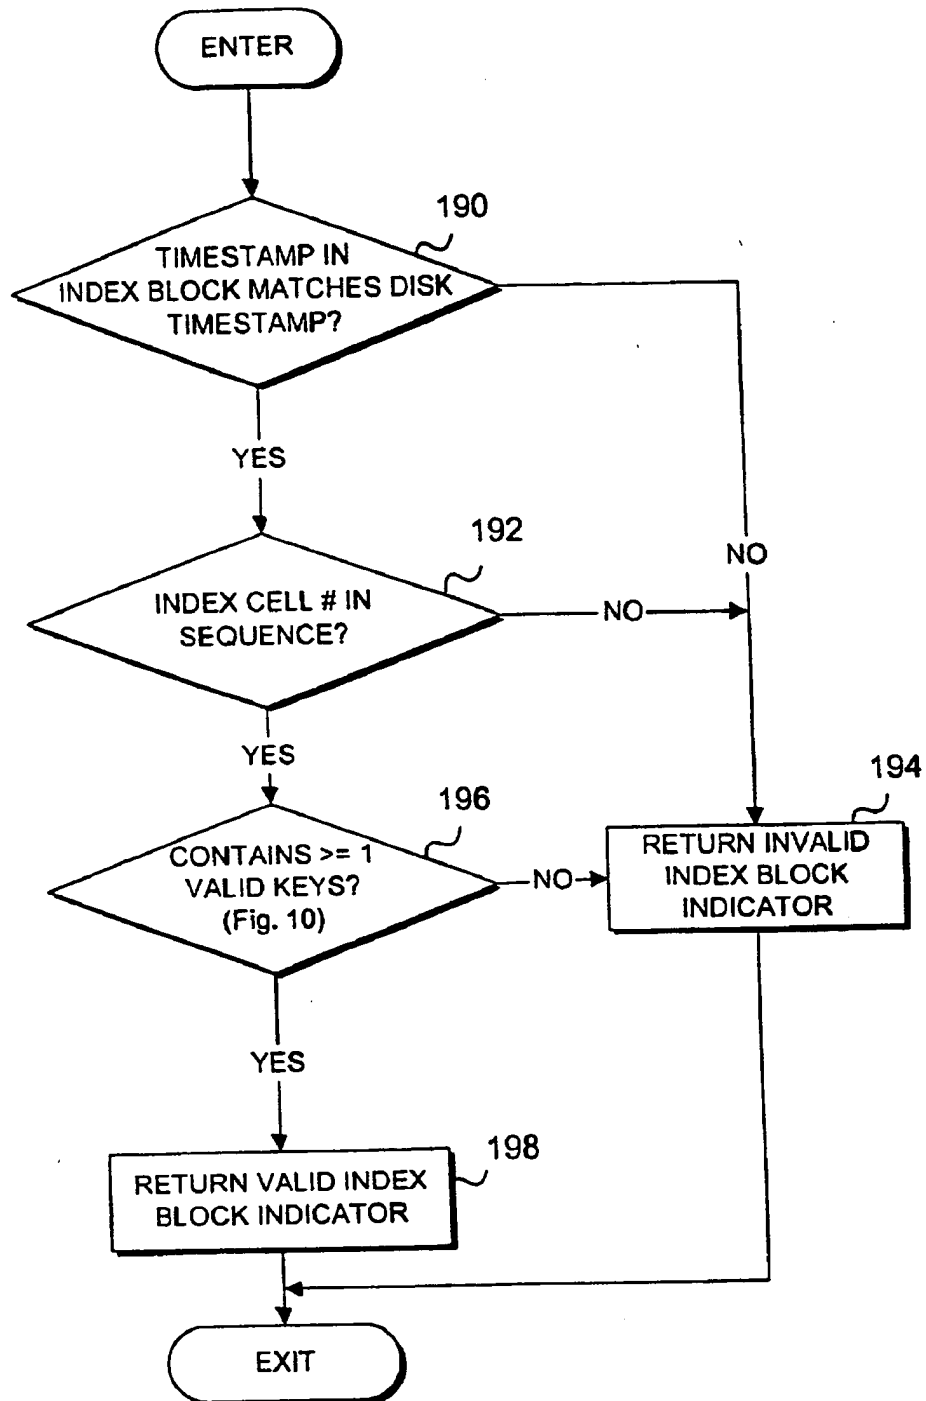 ENTER
190
TIMESTAMP IN
INDEX BLOCK MATCHES DISK
TIMESTAMP?
YES
NO
192
INDEX CELL # IN
SEQUENCE?
NO
YES
194
196
CONTAINS >= 1
VALID KEYS?
(Fig. 10)
NO
RETURN INVALID
INDEX BLOCK
INDICATOR
YES
198
RETURN VALID INDEX
BLOCK INDICATOR
EXIT